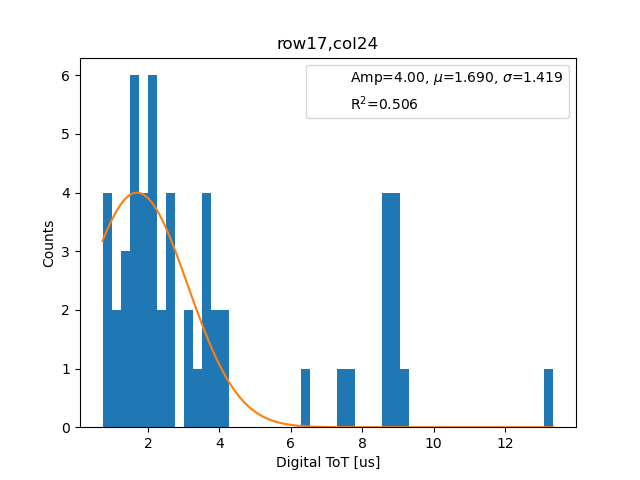 row17,col24
Amp=4.00, μ=1.690, σ=1.419
R²=0.506
Counts
6
5
4
3
2
1
0
2 4 6 8 10 12
Digital ToT [us]